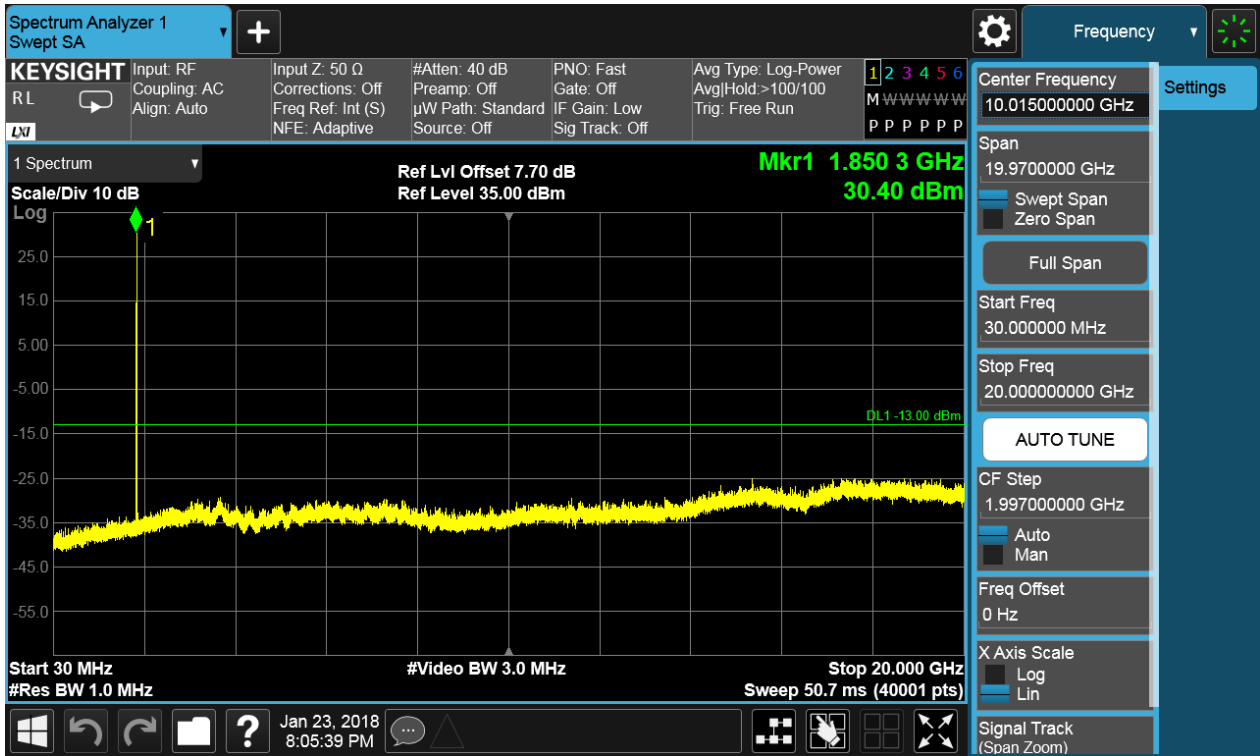 Spectrum Analyzer 1
Swept SA
Frequency
KEYSIGHT
RL
LXI
Input: RF
Coupling: AC
Align: Auto
Input Z: 50 Ω
Corrections: Off
Freq Ref: Int (S)
NFE: Adaptive
#Atten: 40 dB
Preamp: Off
µW Path: Standard
Source: Off
PNO: Fast
Gate: Off
IF Gain: Low
Sig Track: Off
Avg Type: Log-Power
Avg|Hold:>100/100
Trig: Free Run
1 2 3 4 5 6
M W W W W W
P P P P P P
1 Spectrum
Scale/Div 10 dB
Ref Lvl Offset 7.70 dB
Ref Level 35.00 dBm
Mkr1 1.850 3 GHz
30.40 dBm
Log
1
25.0
15.0
5.00
-5.00
-15.0
-25.0
-35.0
-45.0
-55.0
DL1 -13.00 dBm
Start 30 MHz
#Res BW 1.0 MHz
#Video BW 3.0 MHz
Stop 20.000 GHz
Sweep 50.7 ms (40001 pts)
Center Frequency
10.015000000 GHz
Span
19.9700000 GHz
Swept Span
Zero Span
Full Span
Start Freq
30.000000 MHz
Stop Freq
20.000000000 GHz
AUTO TUNE
CF Step
1.997000000 GHz
Auto
Man
Freq Offset
0 Hz
X Axis Scale
Log
Lin
Signal Track
(Span Zoom)
Settings
?
Jan 23, 2018
8:05:39 PM